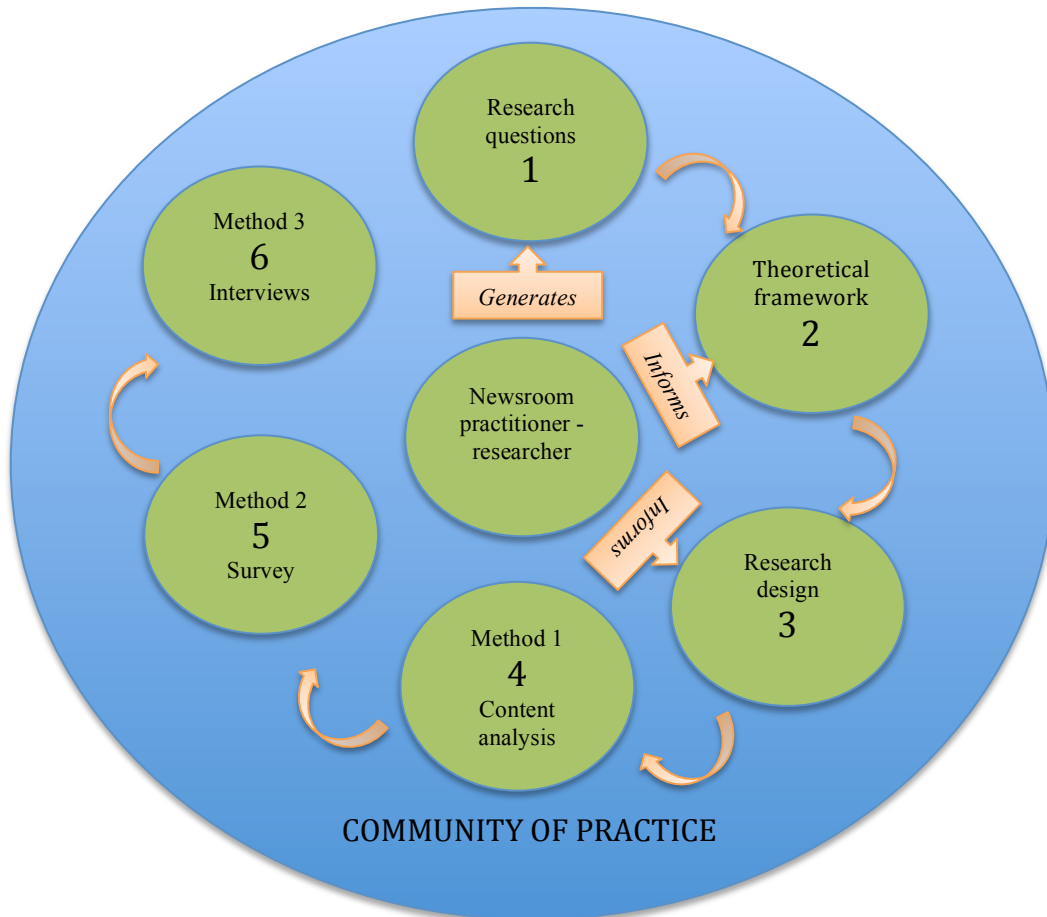 Research
questions
1
Method 3
6
Interviews
Theoretical
framework
2
Generates
Informs
Newsroom
practitioner -
researcher
Method 2
5
Survey
Informs
Research
design
3
Method 1
4
Content
analysis
COMMUNITY OF PRACTICE